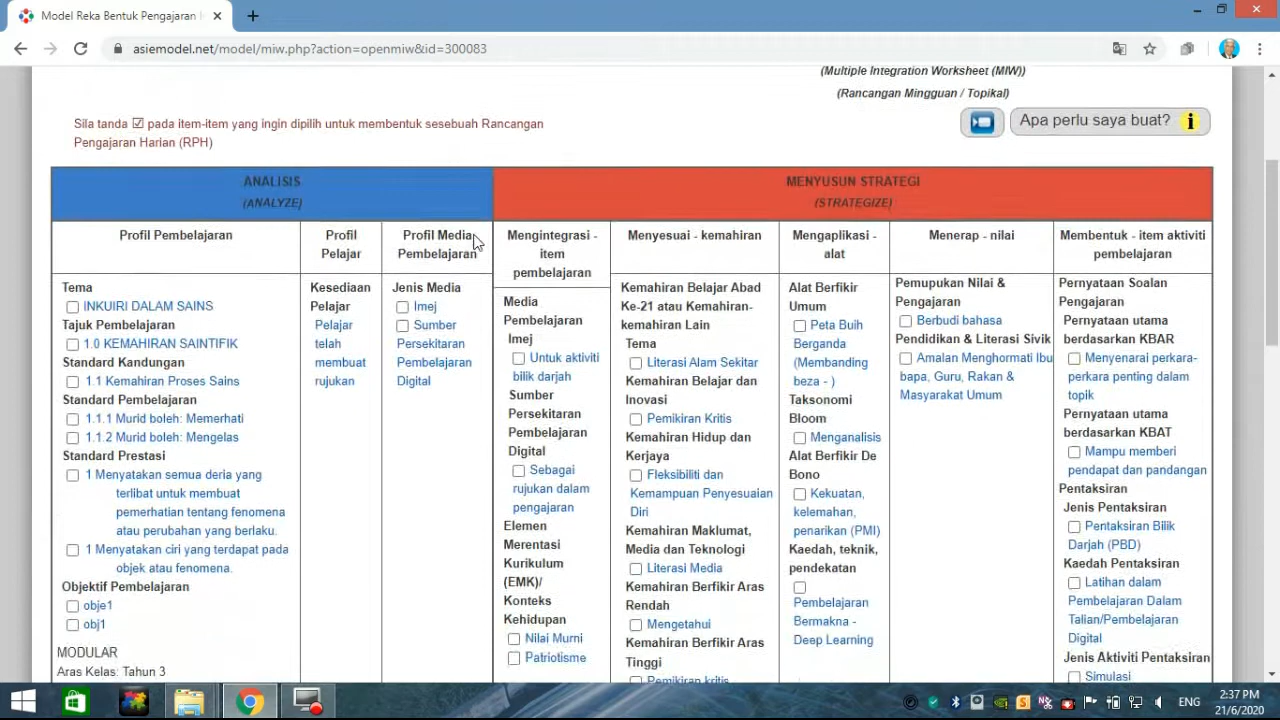 Model Reka Bentuk Pengajaran
asiemodel.net/model/miw.php?action=openmiw&id=300083
(Multiple Integration Worksheet (MIW))
(Rancangan Mingguan / Topikal)
Sila tanda ☑ pada item-item yang ingin dipilih untuk membentuk sesebuah Rancangan
Pengajaran Harian (RPH)
Apa perlu saya buat?
ANALISIS
(ANALYZE)
MENYUSUN STRATEGI
(STRATEGIZE)
Profil Pembelajaran
Profil
Pelajar
Profil Media
Pembelajaran
Mengintegrasi -
item
pembelajaran
Menyesuai - kemahiran
Mengaplikasi -
alat
Menerap - nilai
Membentuk - item aktiviti
pembelajaran
Tema
INKUIRI DALAM SAINS
Tajuk Pembelajaran
1.0 KEMAHIRAN SAINTIFIK
Standard Kandungan
1.1 Kemahiran Proses Sains
Standard Pembelajaran
1.1.1 Murid boleh: Memerhati
1.1.2 Murid boleh: Mengelas
Standard Prestasi
1 Menyatakan semua deria yang
terlibat untuk membuat
pemerhatian tentang fenomena
atau perubahan yang berlaku.
1 Menyatakan ciri yang terdapat pada
objek atau fenomena.
Objektif Pembelajaran
obje1
obj1
MODULAR
Aras Kelas: Tahun 3
Kesediaan
Pelajar
Pelajar
telah
membuat
rujukan
Jenis Media
Imej
Sumber
Persekitaran
Pembelajaran
Digital
Media
Pembelajaran
Imej
Untuk aktiviti
bilik darjah
Sumber
Persekitaran
Pembelajaran
Digital
Sebagai
rujukan dalam
pengajaran
Elemen
Merentasi
Kurikulum
(EMK)/
Konteks
Kehidupan
Nilai Murni
Patriotisme
Kemahiran Belajar Abad
Ke-21 atau Kemahiran-
kemahiran Lain
Tema
Literasi Alam Sekitar
Kemahiran Belajar dan
Inovasi
Pemikiran Kritis
Kemahiran Hidup dan
Kerjaya
Fleksibiliti dan
Kemampuan Penyesuaian
Diri
Kemahiran Maklumat,
Media dan Teknologi
Literasi Media
Kemahiran Berfikir Aras
Rendah
Mengetahui
Kemahiran Berfikir Aras
Tinggi
Pemikiran kritis
Alat Berfikir
Umum
Peta Buih
Berganda
(Membanding
beza - )
Taksonomi
Bloom
Menganalisis
Alat Berfikir De
Bono
Kekuatan,
kelemahan,
penarikan (PMI)
Kaedah, teknik,
pendekatan
Pembelajaran
Bermakna -
Deep Learning
Pemupukan Nilai &
Pengajaran
Berbudi bahasa
Pendidikan & Literasi Sivik
Amalan Menghormati Ibu
bapa, Guru, Rakan &
Masyarakat Umum
Pernyataan Soalan
Pengajaran
Pernyataan utama
berdasarkan KBAR
Menyenarai perkara-
perkara penting dalam
topik
Pernyataan utama
berdasarkan KBAT
Mampu memberi
pendapat dan pandangan
Pentaksiran
Jenis Pentaksiran
Pentaksiran Bilik
Darjah (PBD)
Kaedah Pentaksiran
Latihan dalam
Pembelajaran Dalam
Talian/Pembelajaran
Digital
Jenis Aktiviti Pentaksiran
Simulasi
ENG
2:37 PM
21/6/2020